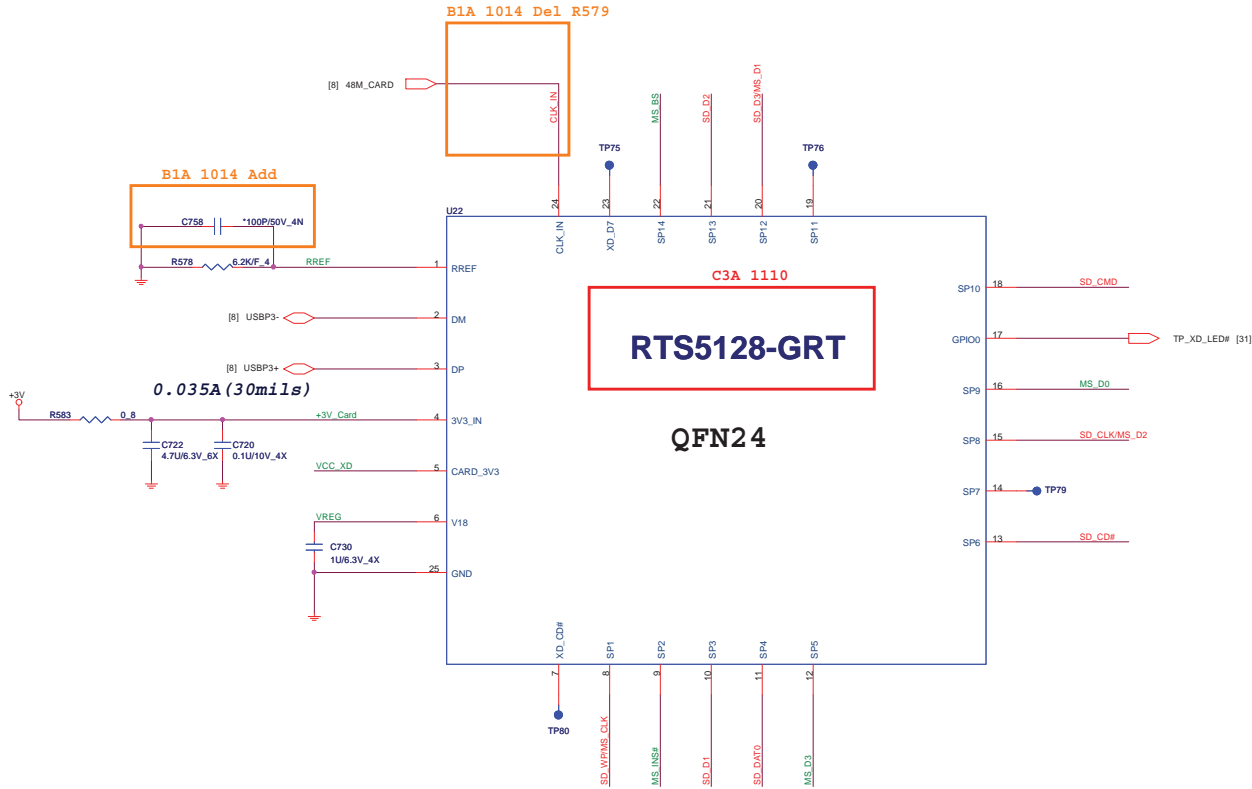 B1A 1014 Del R579
[8] 48M_CARD
CLK_IN
MS_BS
SD_D2
SD_D3/MS_D1
TP75
TP76
B1A 1014 Add
C758
*100P/50V_4N
U22
24
23
22
21
20
19
CLK_IN
XD_D7
SP14
SP13
SP12
SP11
R578
6.2K/F_4
RREF
1
RREF
C3A 1110
RTS5128-GRT
QFN24
SP10
18
SD_CMD
[8] USBP3-
2
DM
GPIO0
17
TP_XD_LED# [31]
[8] USBP3+
3
DP
0.035A(30mils)
SP9
16
MS_D0
+3V
R583
0_8
+3V_Card
4
3V3_IN
SP8
15
SD_CLK/MS_D2
C722
4.7U/6.3V_6X
C720
0.1U/10V_4X
VCC_XD
5
CARD_3V3
SP7
14
TP79
VREG
6
V18
SP6
13
SD_CD#
C730
1U/6.3V_4X
25
GND
XD_CD#
SP1
SP2
SP3
SP4
SP5
7
8
9
10
11
12
TP80
SD_WP/MS_CLK
MS_INS#
SD_D1
SD_DAT0
MS_D3